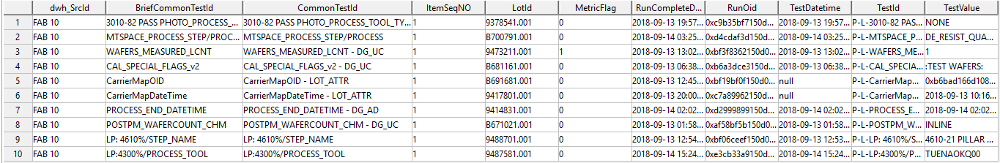 dwh_SrcId BriefCommonTestId CommonTestId ItemSeqNO LotId MetricFlag RunCompleteD... RunOid TestDatetime TestId TestValue
1 FAB 10 3010-82 PASS PHOTO_PROCESS_... 3010-82 PASS PHOTO_PROCESS_TOOL_TY... 1 9378541.001 0 2018-09-13 19:57... 0xc9b35bf7150d... 2018-09-13 19:57... P-L-3010-82 PAS... NONE
2 FAB 10 MTSPACE_PROCESS_STEP/PROC... MTSPACE_PROCESS_STEP/PROCESS 1 B700791.001 0 2018-09-14 03:25... 0xd4cdaf3d150... 2018-09-14 03:25... P-L-MTSPACE_P... DE_RESIST_QUA...
3 FAB 10 WAFERS_MEASURED_LCNT WAFERS_MEASURED_LCNT - DG_UC 1 9473211.001 1 2018-09-13 13:02... 0xbf3f8362150d0... 2018-09-13 13:02... P-L-WAFERS_ME... 1
4 FAB 10 CAL_SPECIAL_FLAGS_v2 CAL_SPECIAL_FLAGS_v2 - DG_UC 1 B681161.001 0 2018-09-13 06:38... 0xb6a3dce3150... 2018-09-13 06:38... P-L-CAL_SPECIA... :TEST WAFERS:
5 FAB 10 CarrierMapOID CarrierMapOID - LOT_ATTR 1 B691681.001 0 2018-09-13 12:45... 0xbf19bf0f150d0... null P-L-CarrierMap... 0xb6bad166d108...
6 FAB 10 CarrierMapDateTime CarrierMapDateTime - LOT_ATTR 1 9417801.001 0 2018-09-13 20:00... 0xc7a89962150... null P-L-CarrierMap... 2018-09-13 10:16...
7 FAB 10 PROCESS_END_DATETIME PROCESS_END_DATETIME - DG_AD 1 9414831.001 0 2018-09-14 02:02... 0xd2999899150... 2018-09-14 02:02... P-L-PROCESS_E... 2018-09-14 02:02...
8 FAB 10 POSTPM_WAFERCOUNT_CHM POSTPM_WAFERCOUNT_CHM - DG_UC 1 B671021.001 0 2018-09-13 01:58... 0xaf58bf5b150d... 2018-09-13 01:58... P-L-POSTPM_W... INLINE
9 FAB 10 LP: 4610%/STEP_NAME LP: 4610%/STEP_NAME 1 9488701.001 0 2018-09-13 12:54... 0xbf06ceef150d0... 2018-09-13 12:53... P-L-LP: 4610%/S... 4610-21 PILLAR ...
10 FAB 10 LP:4300%/PROCESS_TOOL LP:4300%/PROCESS_TOOL 1 9487581.001 0 2018-09-14 15:24... 0xe3cb33a9150... 2018-09-14 15:24... P-L-LP:4300%/P... TUENAOKQ00